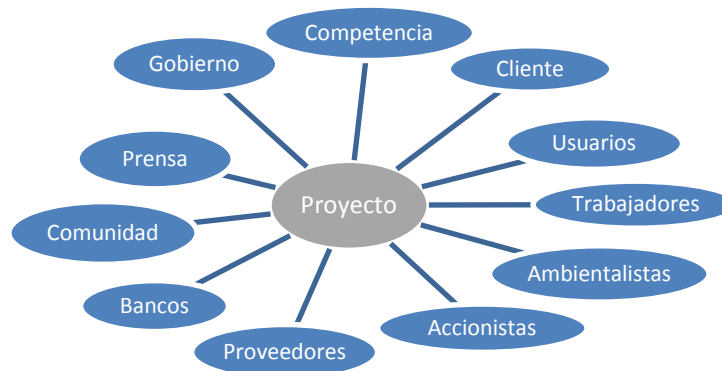 Competencia
Gobierno
Cliente
Usuarios
Prensa
Proyecto
Trabajadores
Comunidad
Ambientalistas
Bancos
Accionistas
Proveedores